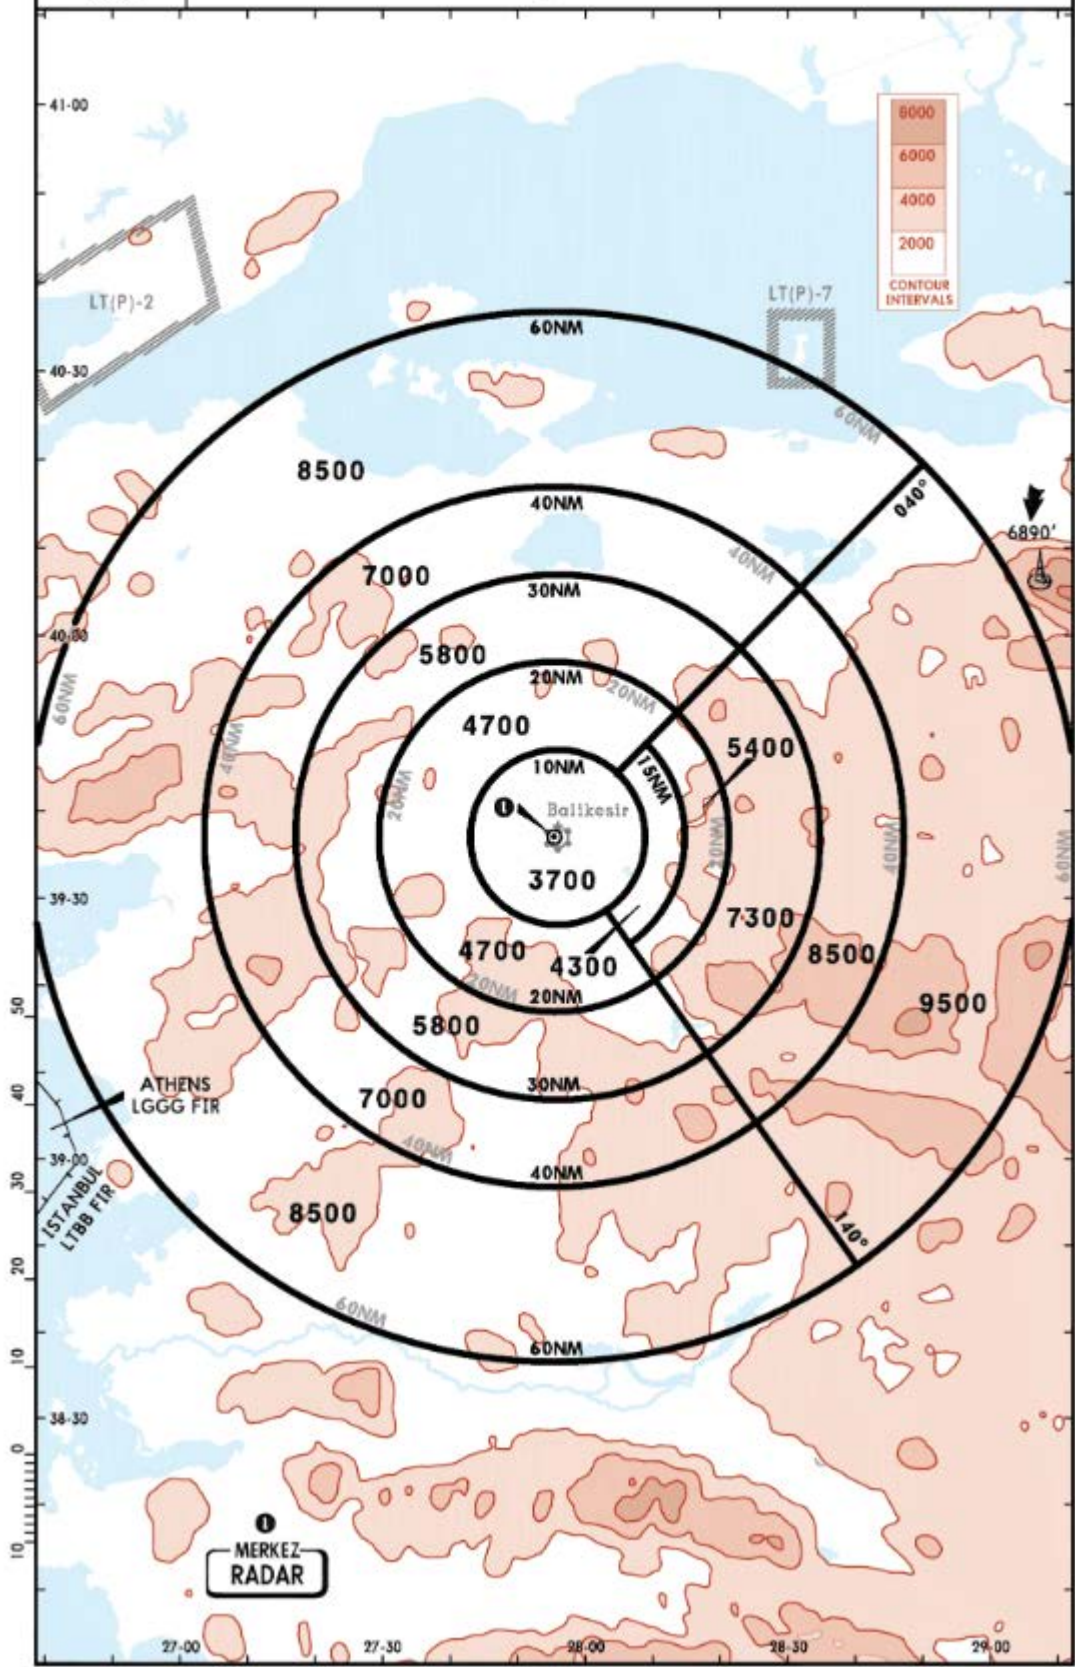 41-00
8000
6000
4000
2000
CONTOUR
INTERVALS
LT(P)-2
LT(P)-7
60NM
40-30
60NM
8500
040°
40NM
6890'
40NM
7000
30NM
40-00
5800
20NM
20NM
60NM
4700
40NM
5400
10NM
15NM
20NM
1
Balikesir
20NM
40NM
60NM
3700
39-30
7300
4700
4300
8500
20NM
20NM
9500
50
5800
40
ATHENS
LGGG FIR
30NM
7000
40NM
39-00
40NM
30
ISTANBUL
LTBB FIR
8500
140°
20
60NM
60NM
10
38-30
0
10
1
MERKEZ
RADAR
27-00
27-30
28-00
28-30
29-00